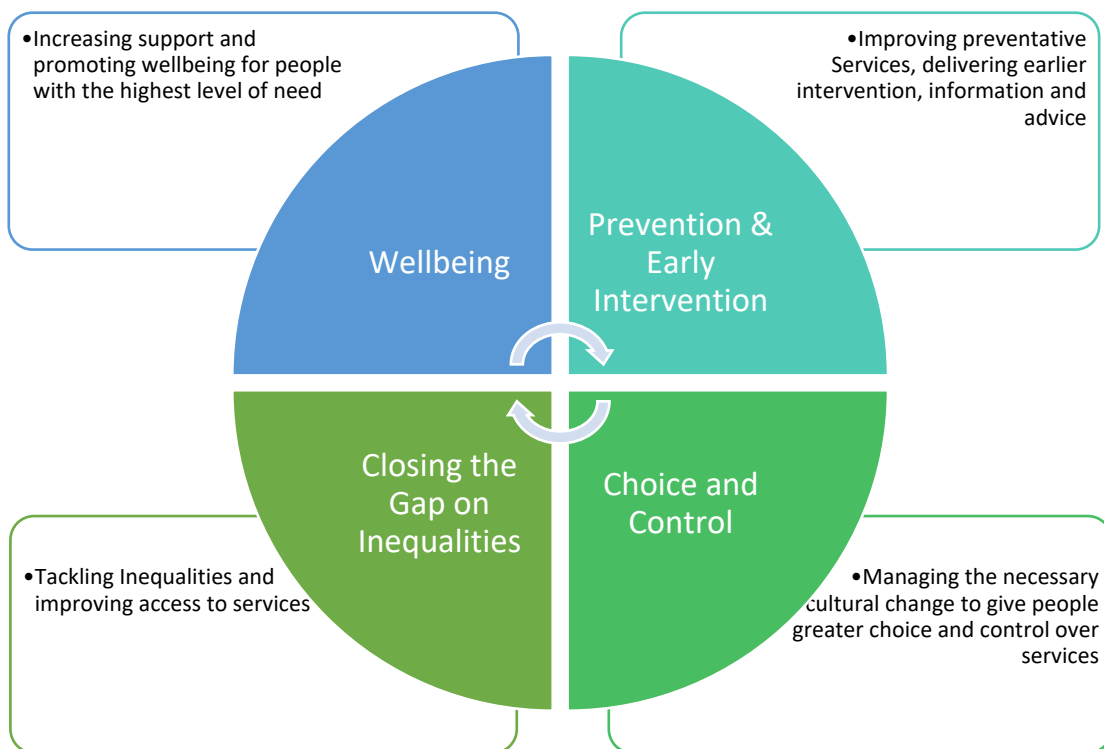 •Increasing support and
promoting wellbeing for people
with the highest level of need
•Improving preventative
Services, delivering earlier
intervention, information and
advice
Wellbeing
Prevention &
Early
Intervention
Closing the
Gap on
Inequalities
Choice and
Control
•Tackling Inequalities and
improving access to services
•Managing the necessary
cultural change to give people
greater choice and control over
services